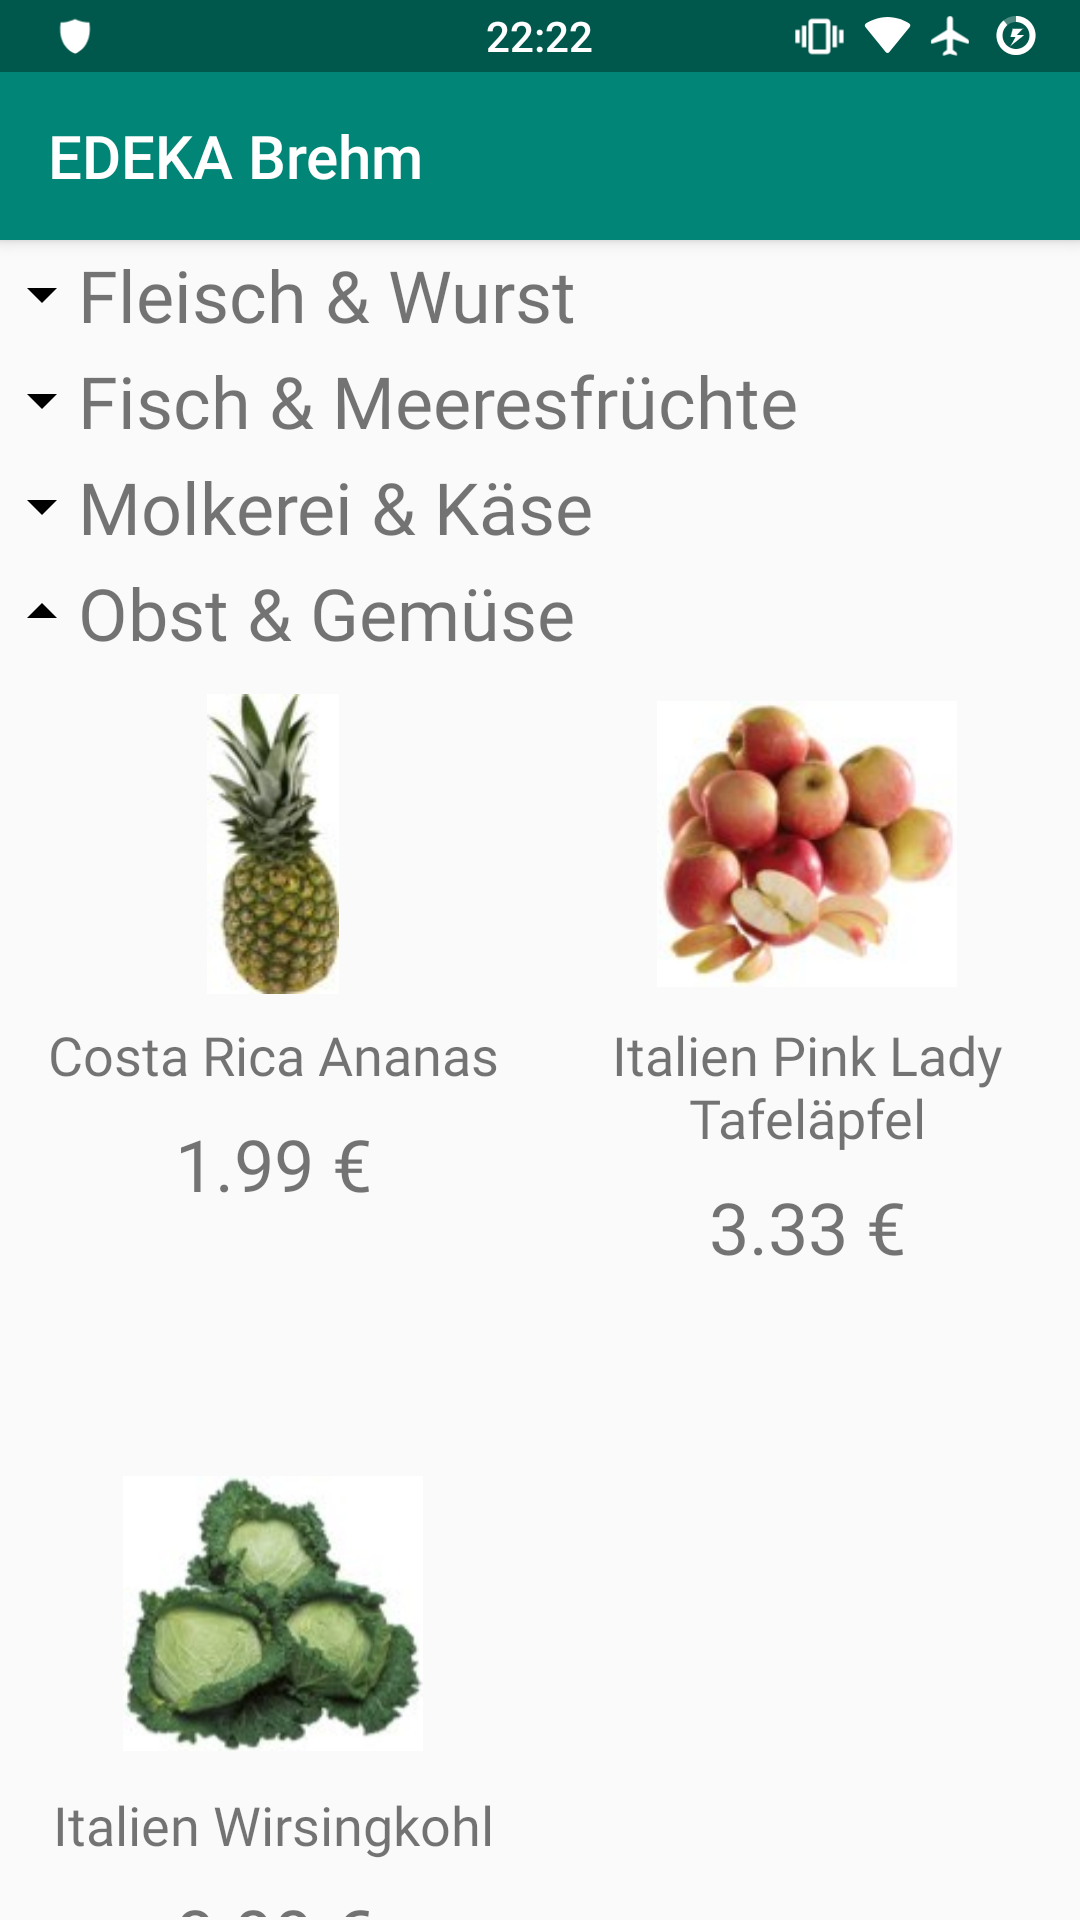 22:22
EDEKA Brehm
Fleisch & Wurst
Fisch & Meeresfrüchte
Molkerei & Käse
Obst & Gemüse
Costa Rica Ananas
1.99 €
Italien Pink Lady
Tafeläpfel
3.33 €
Italien Wirsingkohl